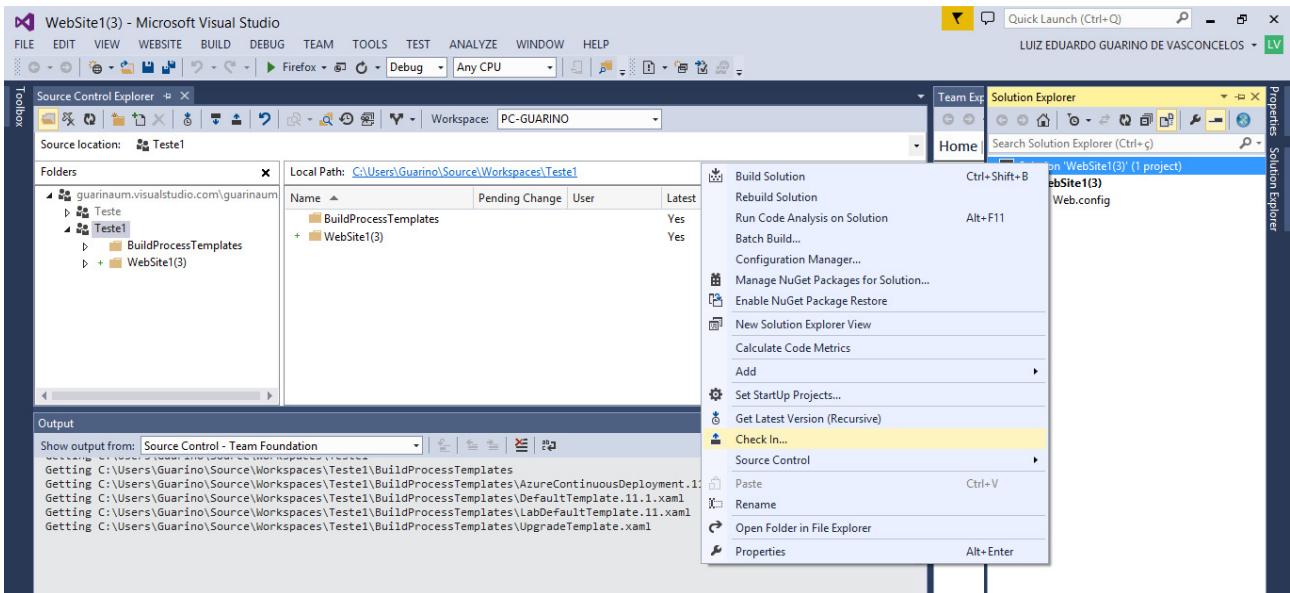 WebSite1(3) - Microsoft Visual Studio
Quick Launch (Ctrl+Q)
FILE EDIT VIEW WEBSITE BUILD DEBUG TEAM TOOLS TEST ANALYZE WINDOW HELP
LUIZ EDUARDO GUARINO DE VASCONCELOS LV
Firefox Debug Any CPU
Toolbox
Source Control Explorer
Workspace: PC-GUARINO
Source location: Teste1
Folders
guarinaum.visualstudio.com\guarinaum
Teste
Teste1
BuildProcessTemplates
WebSite1(3)
Local Path: C:\Users\Guarino\Source\Workspaces\Teste1
Name Pending Change User Latest
BuildProcessTemplates Yes
WebSite1(3) Yes
Output
Show output from: Source Control - Team Foundation
Getting C:\Users\Guarino\Source\Workspaces\Teste1
Getting C:\Users\Guarino\Source\Workspaces\Teste1\BuildProcessTemplates
Getting C:\Users\Guarino\Source\Workspaces\Teste1\BuildProcessTemplates\AzureContinuousDeployment.11
Getting C:\Users\Guarino\Source\Workspaces\Teste1\BuildProcessTemplates\DefaultTemplate.11.1.xaml
Getting C:\Users\Guarino\Source\Workspaces\Teste1\BuildProcessTemplates\LabDefaultTemplate.11.xaml
Getting C:\Users\Guarino\Source\Workspaces\Teste1\BuildProcessTemplates\UpgradeTemplate.xaml
Build Solution Ctrl+Shift+B
Rebuild Solution
Run Code Analysis on Solution Alt+F11
Batch Build...
Configuration Manager...
Manage NuGet Packages for Solution...
Enable NuGet Package Restore
New Solution Explorer View
Calculate Code Metrics
Add
Set StartUp Projects...
Get Latest Version (Recursive)
Check In...
Source Control
Paste Ctrl+V
Rename
Open Folder in File Explorer
Properties Alt+Enter
Team Exp
Home
Solution Explorer
Search Solution Explorer (Ctrl+ç)
'WebSite1(3)' (1 project)
ebSite1(3)
Web.config
Properties
Solution Explorer